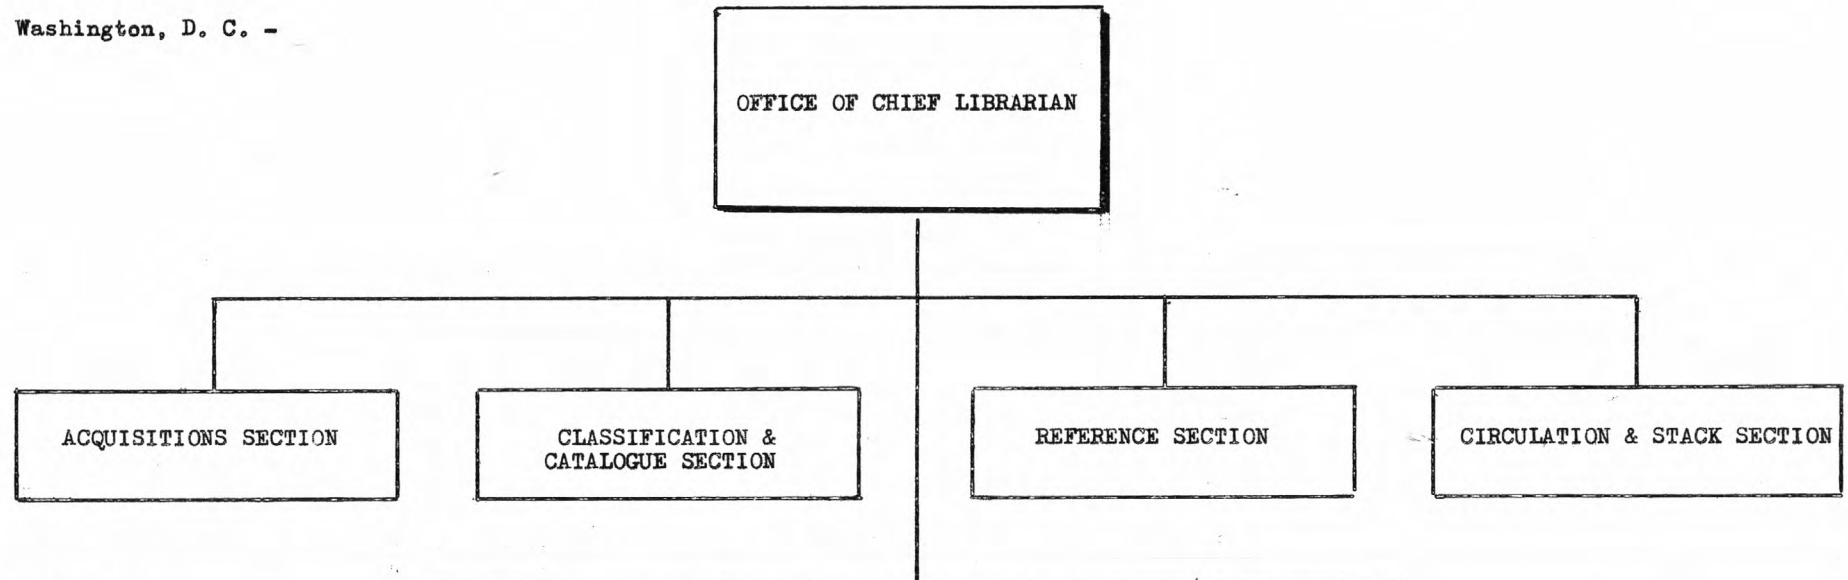 Washington, D. C. -
OFFICE OF CHIEF LIBRARIAN
ACQUISITIONS SECTION
CLASSIFICATION &
CATALOGUE SECTION
REFERENCE SECTION
CIRCULATION & STACK SECTION